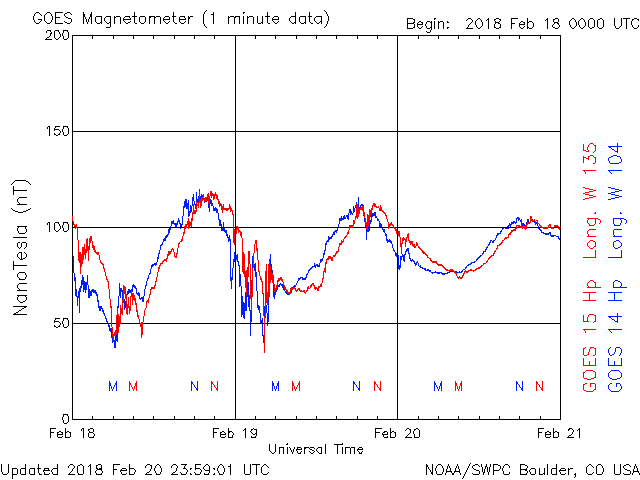 GOES Magnetometer (1 minute data)
Begin: 2018 Feb 18 0000 UTC
200
150
100
50
0
NanoTesla (nT)
M M N N M M N N M M N N
Feb 18 Feb 19 Feb 20 Feb 21
Universal Time
GOES 15 Hp Long. W 135
GOES 14 Hp Long. W 104
Updated 2018 Feb 20 23:59:01 UTC
NOAA/SWPC Boulder, CO USA